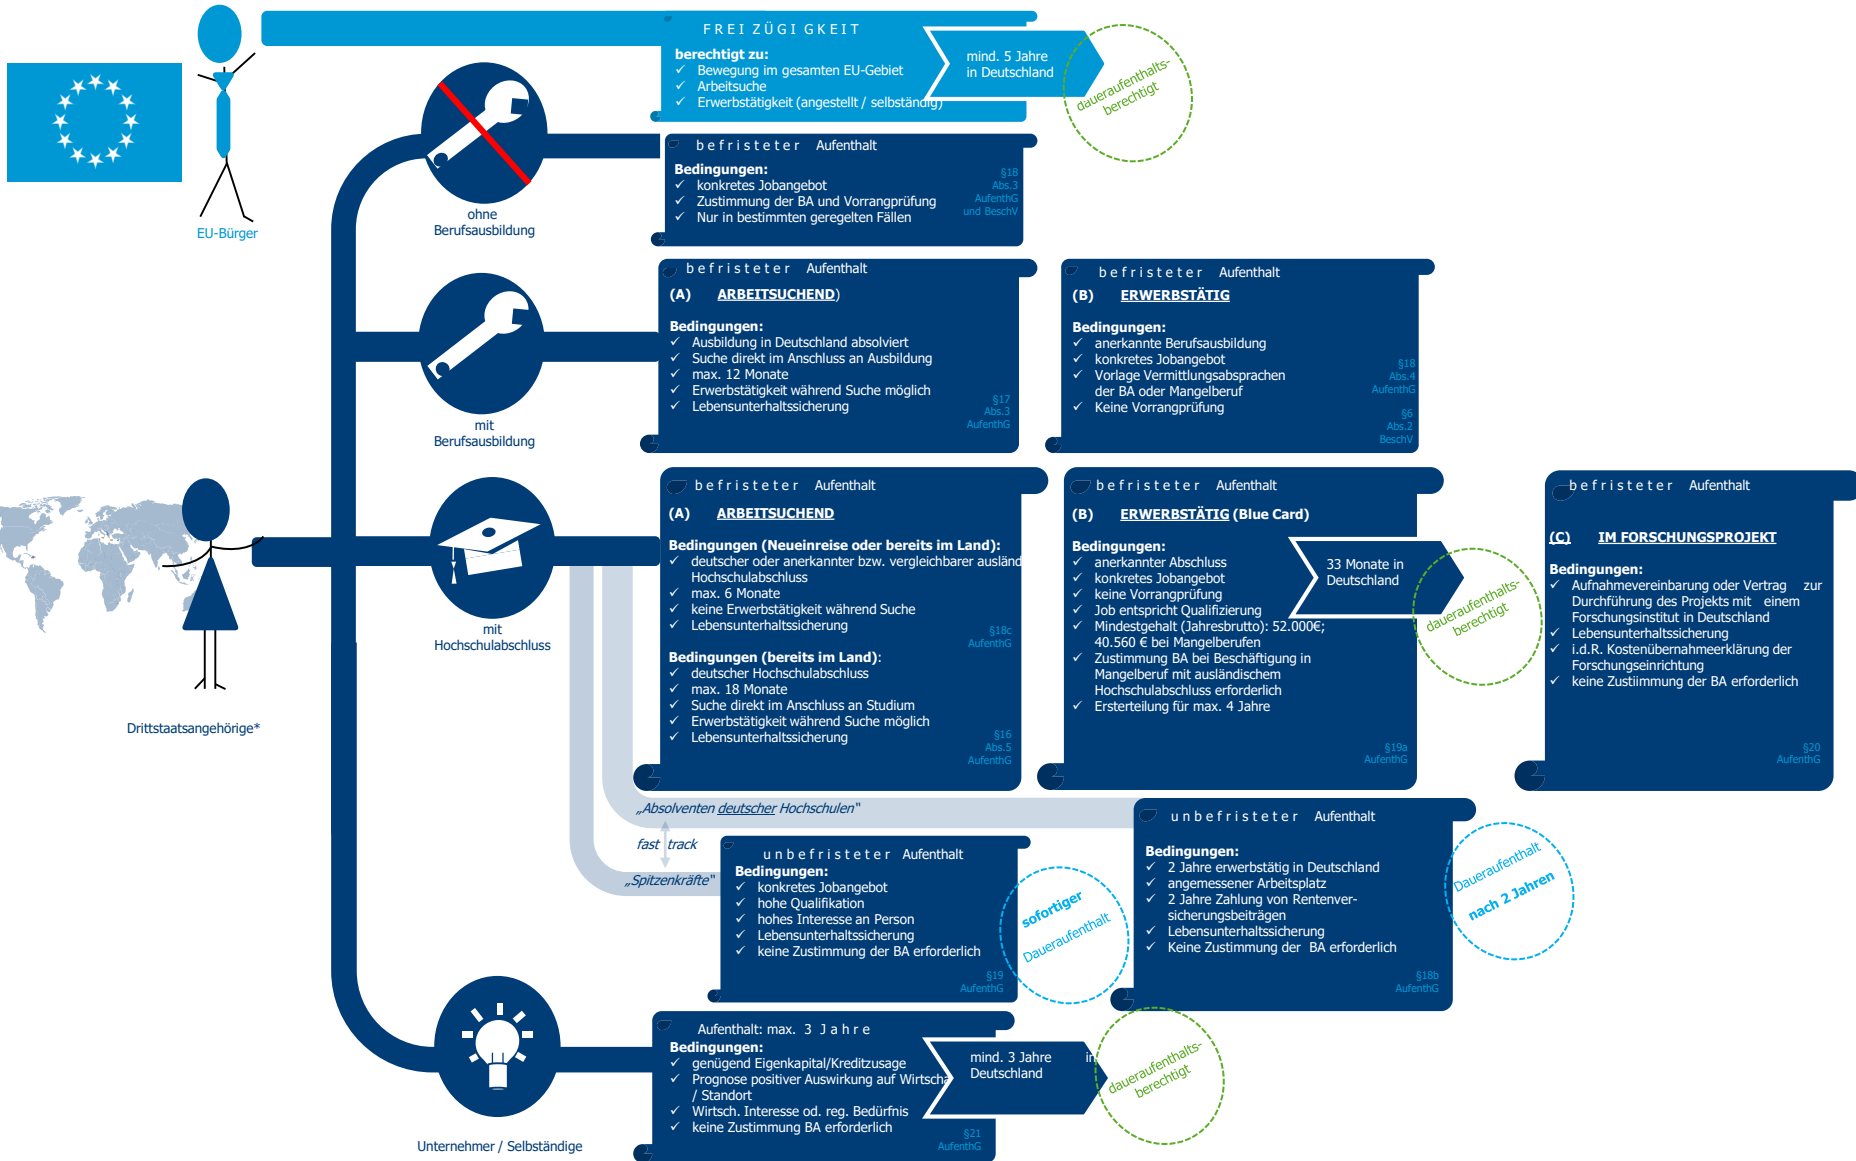 FREIZÜGIGKEIT
berechtigt zu:
✓ Bewegung im gesamten EU-Gebiet
✓ Arbeitsuche
✓ Erwerbstätigkeit (angestellt / selbständig)
mind. 5 Jahre
in Deutschland
daueraufenthalts-
berechtigt
EU-Bürger
ohne
Berufsausbildung
befristeter Aufenthalt
Bedingungen:
✓ konkretes Jobangebot
✓ Zustimmung der BA und Vorrangprüfung
✓ Nur in bestimmten geregelten Fällen
§18
Abs.3
AufenthG
und BeschV
mit
Berufsausbildung
befristeter Aufenthalt
(A) ARBEITSUCHEND)
Bedingungen:
✓ Ausbildung in Deutschland absolviert
✓ Suche direkt im Anschluss an Ausbildung
✓ max. 12 Monate
✓ Erwerbstätigkeit während Suche möglich
✓ Lebensunterhaltssicherung
§17
Abs.3
AufenthG
befristeter Aufenthalt
(B) ERWERBSTÄTIG
Bedingungen:
✓ anerkannte Berufsausbildung
✓ konkretes Jobangebot
✓ Vorlage Vermittlungsabsprachen
der BA oder Mangelberuf
✓ Keine Vorrangprüfung
§18
Abs.4
AufenthG
§6
Abs.2
BeschV
Drittstaatsangehörige*
mit
Hochschulabschluss
befristeter Aufenthalt
(A) ARBEITSUCHEND
Bedingungen (Neueinreise oder bereits im Land):
✓ deutscher oder anerkannter bzw. vergleichbarer ausländ
Hochschulabschluss
✓ max. 6 Monate
✓ keine Erwerbstätigkeit während Suche
✓ Lebensunterhaltssicherung
§18c
AufenthG
Bedingungen (bereits im Land):
✓ deutscher Hochschulabschluss
✓ max. 18 Monate
✓ Suche direkt im Anschluss an Studium
✓ Erwerbstätigkeit während Suche möglich
✓ Lebensunterhaltssicherung
§16
Abs.5
AufenthG
befristeter Aufenthalt
(B) ERWERBSTÄTIG (Blue Card)
Bedingungen:
✓ anerkannter Abschluss
✓ konkretes Jobangebot
✓ keine Vorrangprüfung
✓ Job entspricht Qualifizierung
✓ Mindestgehalt (Jahresbrutto): 52.000€;
40.560 € bei Mangelberufen
✓ Zustimmung BA bei Beschäftigung in
Mangelberuf mit ausländischem
Hochschulabschluss erforderlich
✓ Ersterteilung für max. 4 Jahre
§19a
AufenthG
33 Monate in
Deutschland
daueraufenthalts-
berechtigt
befristeter Aufenthalt
(C) IM FORSCHUNGSPROJEKT
Bedingungen:
✓ Aufnahmevereinbarung oder Vertrag zur
Durchführung des Projekts mit einem
Forschungsinstitut in Deutschland
✓ Lebensunterhaltssicherung
✓ i.d.R. Kostenübernahmeerklärung der
Forschungseinrichtung
✓ keine Zustiimmung der BA erforderlich
§20
AufenthG
„Absolventen deutscher Hochschulen"
fast track
„Spitzenkräfte"
unbefristeter Aufenthalt
Bedingungen:
✓ konkretes Jobangebot
✓ hohe Qualifikation
✓ hohes Interesse an Person
✓ Lebensunterhaltssicherung
✓ keine Zustimmung der BA erforderlich
§19
AufenthG
sofortiger
Daueraufenthalt
unbefristeter Aufenthalt
Bedingungen:
✓ 2 Jahre erwerbstätig in Deutschland
✓ angemessener Arbeitsplatz
✓ 2 Jahre Zahlung von Rentenver-
sicherungsbeiträgen
✓ Lebensunterhaltssicherung
✓ Keine Zustimmung der BA erforderlich
§18b
AufenthG
Daueraufenthalt
nach 2 Jahren
Unternehmer / Selbständige
Aufenthalt: max. 3 Jahre
Bedingungen:
✓ genügend Eigenkapital/Kreditzusage
✓ Prognose positiver Auswirkung auf Wirtscha
/ Standort
✓ Wirtsch. Interesse od. reg. Bedürfnis
✓ keine Zustimmung BA erforderlich
§21
AufenthG
mind. 3 Jahre in
Deutschland
daueraufenthalts-
berechtigt